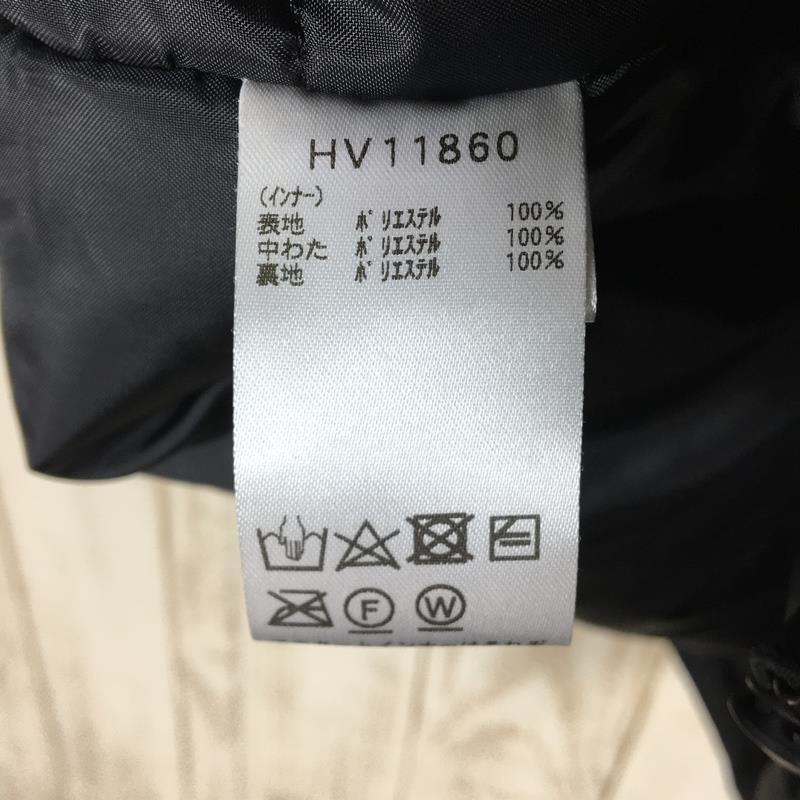 HV11860
（インナー）
表地 ポリエステル 100%
中わた ポリエステル 100%
裏地 ポリエステル 100%
F W